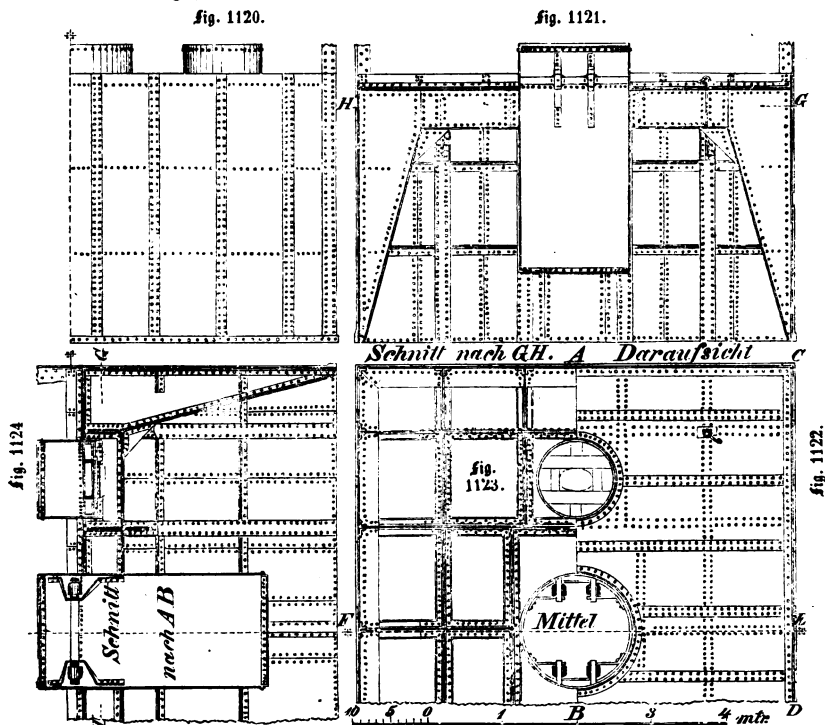 Fig. 1120.
Fig. 1121.
H
G
G
Schnitt nach GH. A Daraufsicht C
Fig. 1124
Fig.
1123.
Fig. 1122.
Schnitt
nach AB
F
Mittel
E
10 5 0 1 B 3 4 mtr.